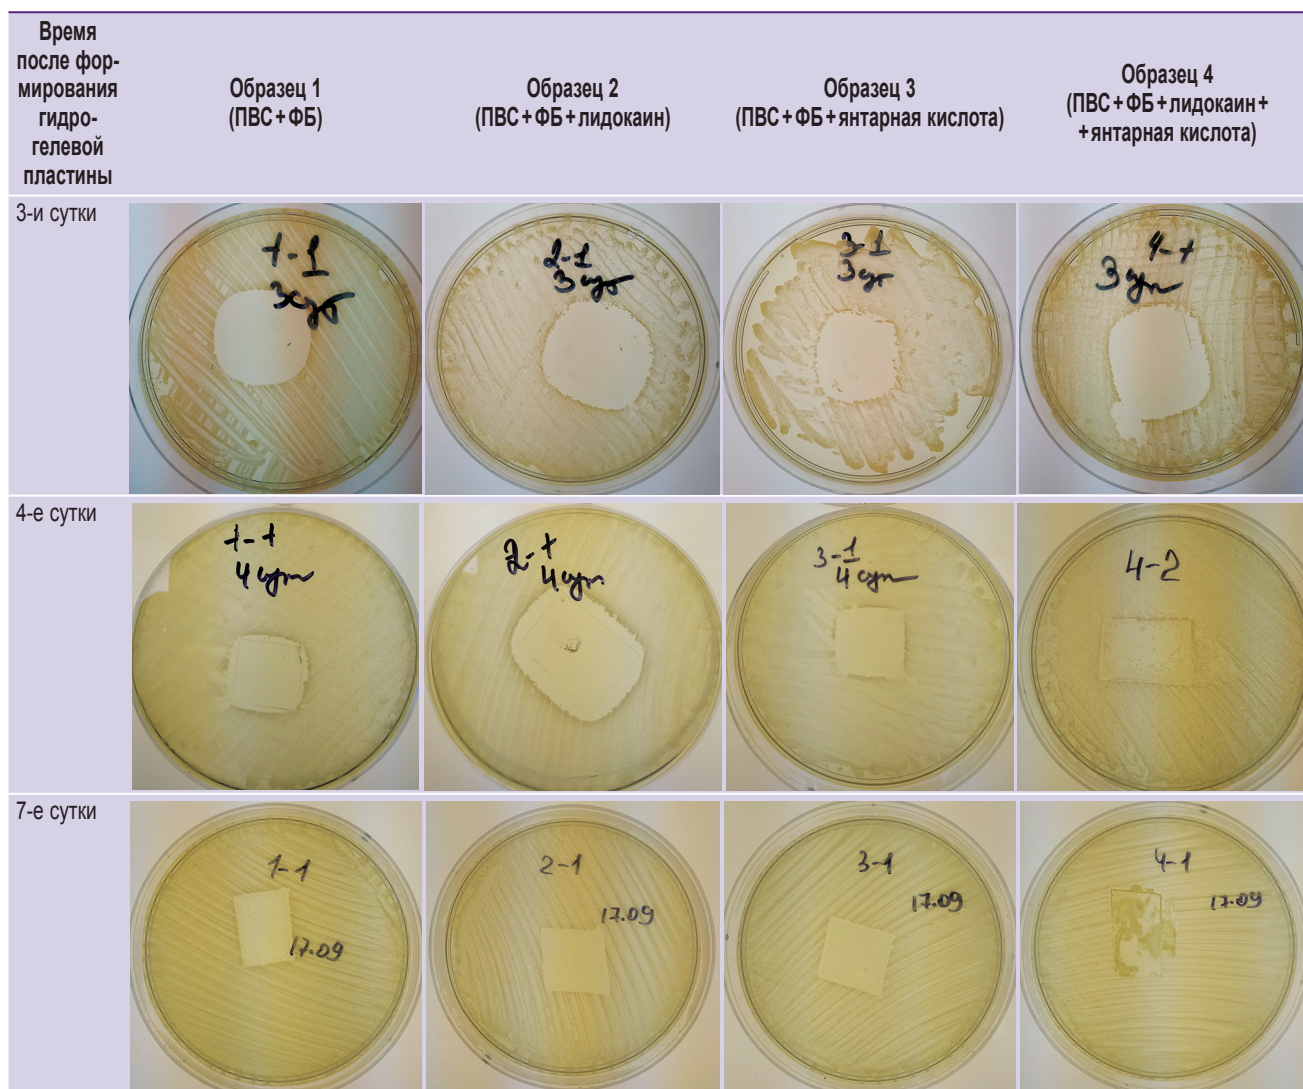 Время
после фор-
мирования
гидро-
гелевой
пластины
Образец 1
(ПВС+ФБ)
Образец 2
(ПВС+ФБ+лидокаин)
Образец 3
(ПВС+ФБ+янтарная кислота)
Образец 4
(ПВС+ФБ+лидокаин+
+янтарная кислота)
3-и сутки
1-1
3 сут
2-1
3 сут
3-1
3 сут
4-1
3 сут
4-е сутки
1-1
4 сут
2-1
4 сут
3-1
4 сут
4-2
7-е сутки
1-1
17.09
2-1
17.09
3-1
17.09
4-1
17.09